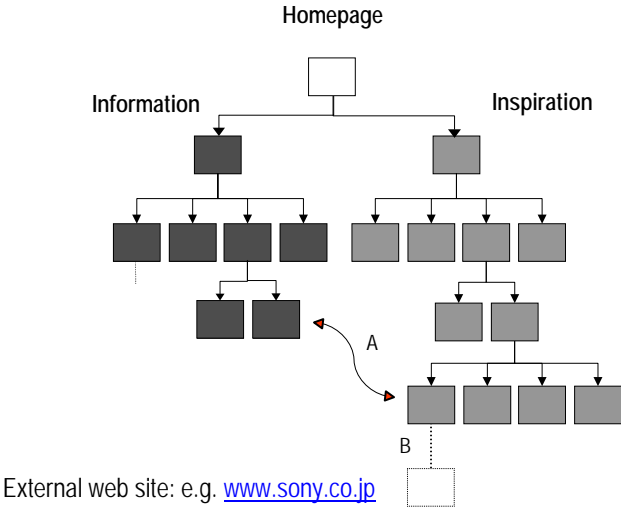 Homepage
Information
Inspiration
A
B
External web site: e.g. www.sony.co.jp